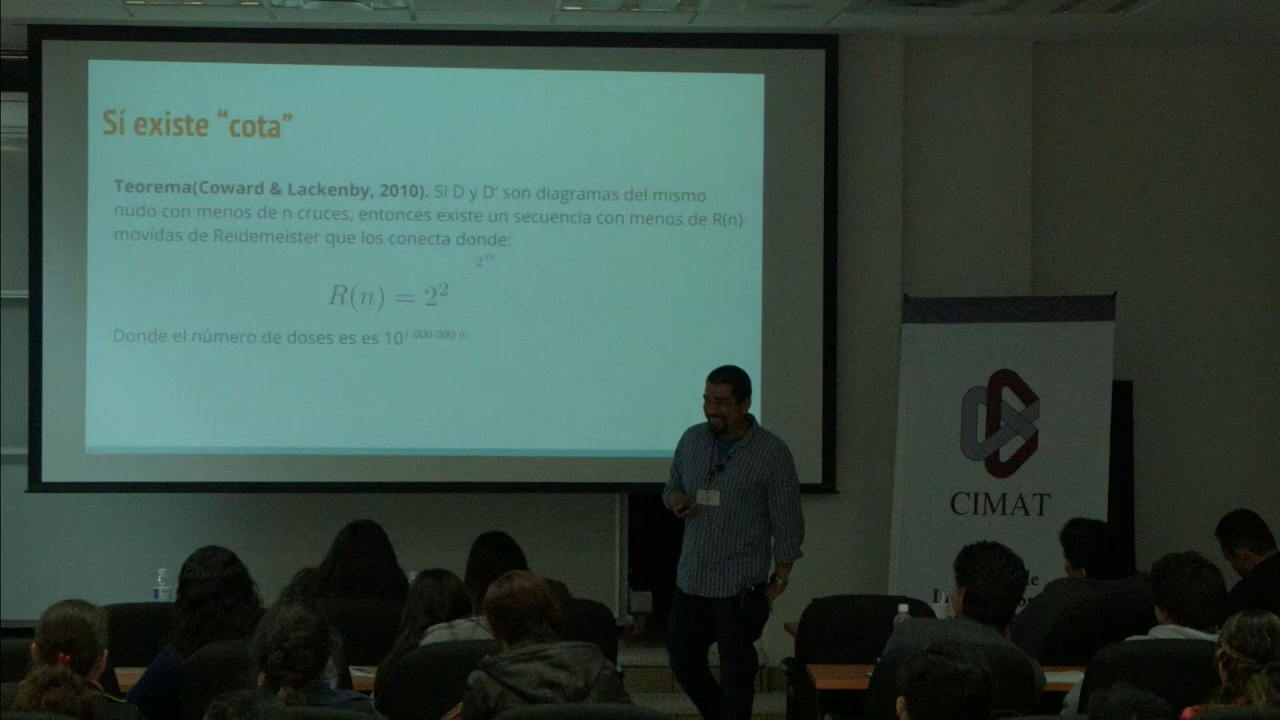 Sí existe “cota”
Teorema(Coward & Lackenby, 2010). Si D y D' son diagramas del mismo
nudo con menos de n cruces, entonces existe un secuencia con menos de R(n)
movidas de Reidemeister que los conecta donde:
R(n) = 2^2^⋰^2^n
Donde el número de doses es es 10^1 000.000 n
CIMAT
de